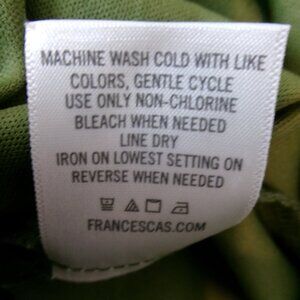 MACHINE WASH COLD WITH LIKE
COLORS, GENTLE CYCLE
USE ONLY NON-CHLORINE
BLEACH WHEN NEEDED
LINE DRY
IRON ON LOWEST SETTING ON
REVERSE WHEN NEEDED
FRANCESCAS.COM